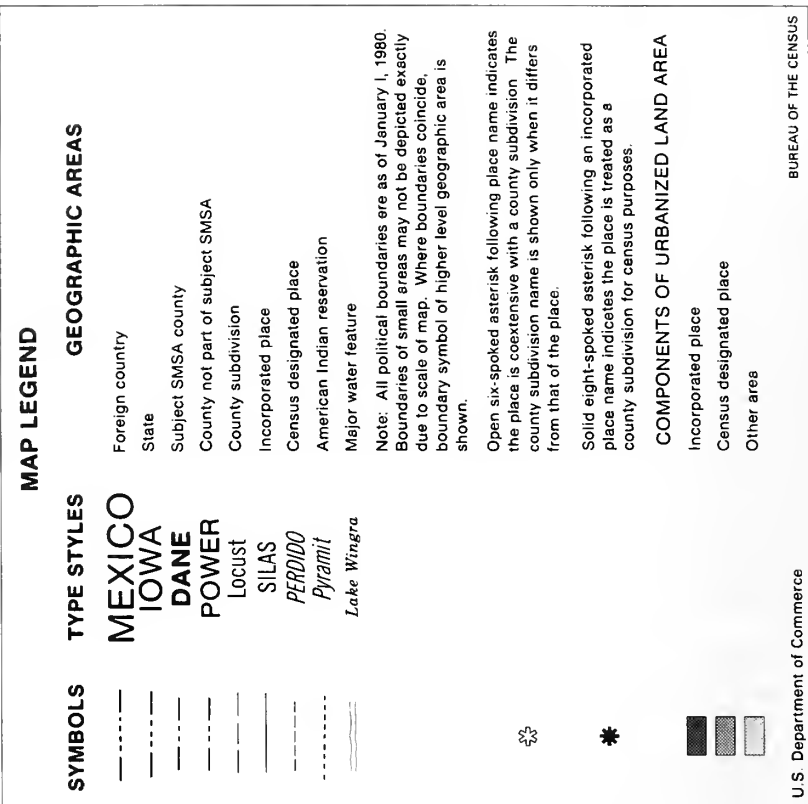 MAP LEGEND
SYMBOLS TYPE STYLES GEOGRAPHIC AREAS
MEXICO Foreign country
IOWA State
DANE Subject SMSA county
POWER County not part of subject SMSA
Locust County subdivision
SILAS Incorporated place
PERDIDO Census designated place
Pyramit American Indian reservation
Lake Wingra Major water feature
Note: All political boundaries ere as of January I, 1980.
Boundaries of small areas may not be depicted exactly
due to scale of map. Where boundaries coincide,
boundary symbol of higher level geographic area is
shown.
Open six-spoked asterisk following place name indicates
the place is coextensive with a county subdivision The
county subdivision name is shown only when it differs
from that of the place.
Solid eight-spoked asterisk following an incorporated
place name indicates the place is treated as a
county subdivision for census purposes.
COMPONENTS OF URBANIZED LAND AREA
Incorporated place
Census designated place
Other area
U.S. Department of Commerce BUREAU OF THE CENSUS